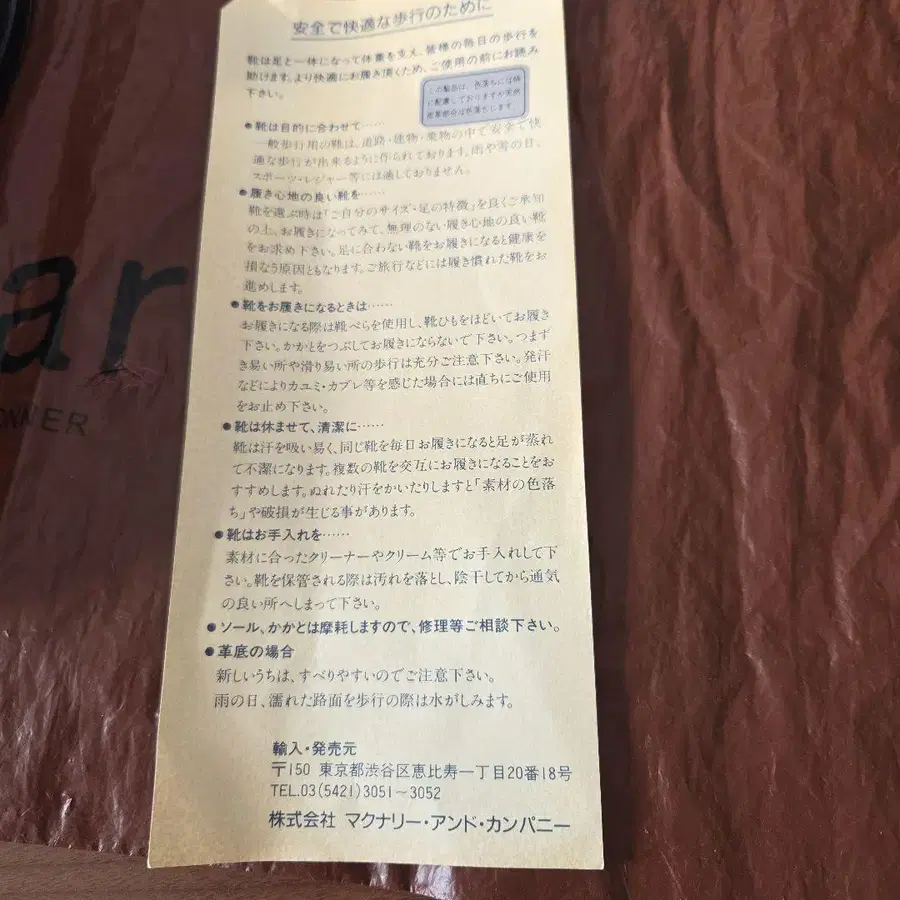 安全で快適な歩行のために
靴は足と一体になって体重を支え、皆様の毎日の歩行を
助けます。より快適にお履き頂くため、ご使用の前にお読み
下さい。
この製品は、色落ちには特
に配慮しておりますが天然
皮革部分は色落ちします。
●靴は目的に合わせて……
一般歩行用の靴は、道路・建物・乗物の中で安全で快
適な歩行が出来るように作られております。雨や雪の日、
スポーツ・レジャー等には適しておりません。
●履き心地の良い靴を……
靴を選ぶ時は「ご自分のサイズ・足の特徴」を良くご承知
の上、お履きになってみて、無理のない履き心地の良い靴
をお求め下さい。足に合わない靴をお履きになると健康を
損なう原因ともなります。ご旅行などには履き慣れた靴をお
進めします。
●靴をお履きになるときは……
お履きになる際は靴べらを使用し、靴ひもをほどいてお履き
下さい。かかとをつぶしてお履きにならないで下さい。つまず
き易い所や滑り易い所の歩行は充分ご注意下さい。発汗
などによりカユミ・カブレ等を感じた場合には直ちにご使用
をお止め下さい。
●靴は休ませて、清潔に……
靴は汗を吸い易く、同じ靴を毎日お履きになると足が蒸れ
て不潔になります。複数の靴を交互にお履きになることをお
すすめします。ぬれたり汗をかいたりしますと「素材の色落
ち」や破損が生じる事があります。
●靴はお手入れを……
素材に合ったクリーナーやクリーム等でお手入れして下
さい。靴を保管される際は汚れを落とし、陰干してから通気
の良い所へしまって下さい。
●ソール、かかとは摩耗しますので、修理等ご相談下さい。
●革底の場合
新しいうちは、すべりやすいのでご注意下さい。
雨の日、濡れた路面を歩行の際は水がしみます。
輸入・発売元
〒150 東京都渋谷区恵比寿一丁目20番18号
TEL.03(5421)3051〜3052
株式会社 マクナリー・アンド・カンパニー
ar